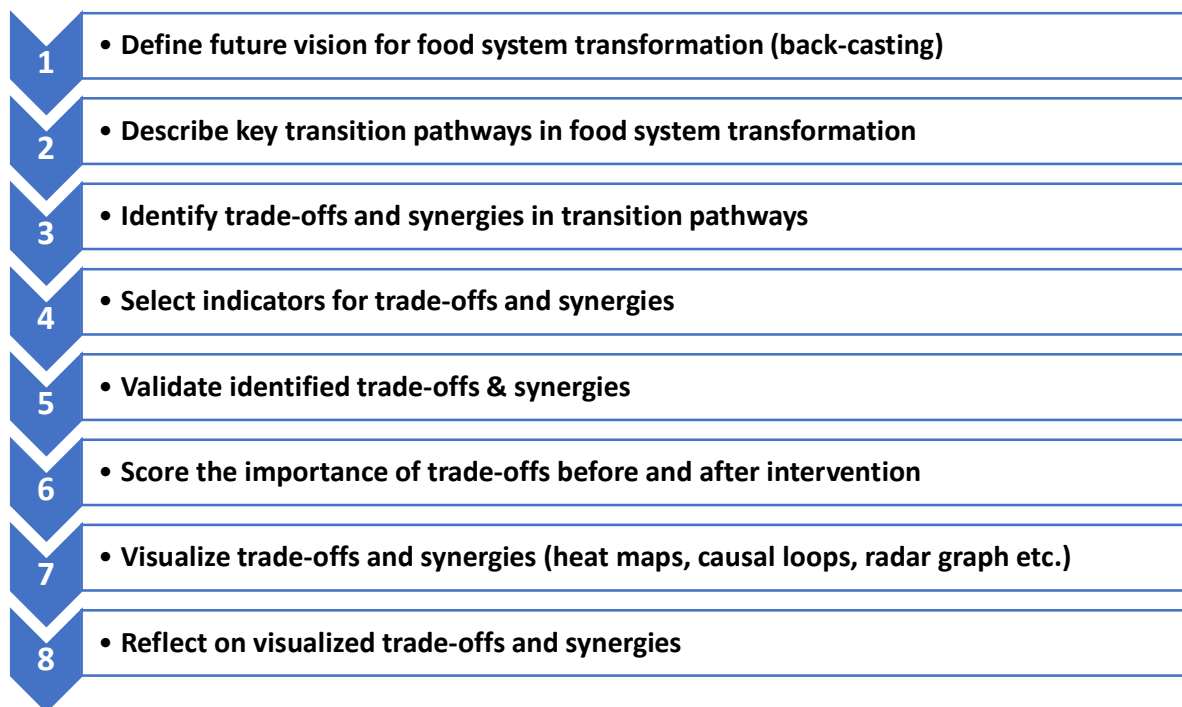 1
• Define future vision for food system transformation (back-casting)
2
• Describe key transition pathways in food system transformation
3
• Identify trade-offs and synergies in transition pathways
4
• Select indicators for trade-offs and synergies
5
• Validate identified trade-offs & synergies
6
• Score the importance of trade-offs before and after intervention
7
• Visualize trade-offs and synergies (heat maps, causal loops, radar graph etc.)
8
• Reflect on visualized trade-offs and synergies